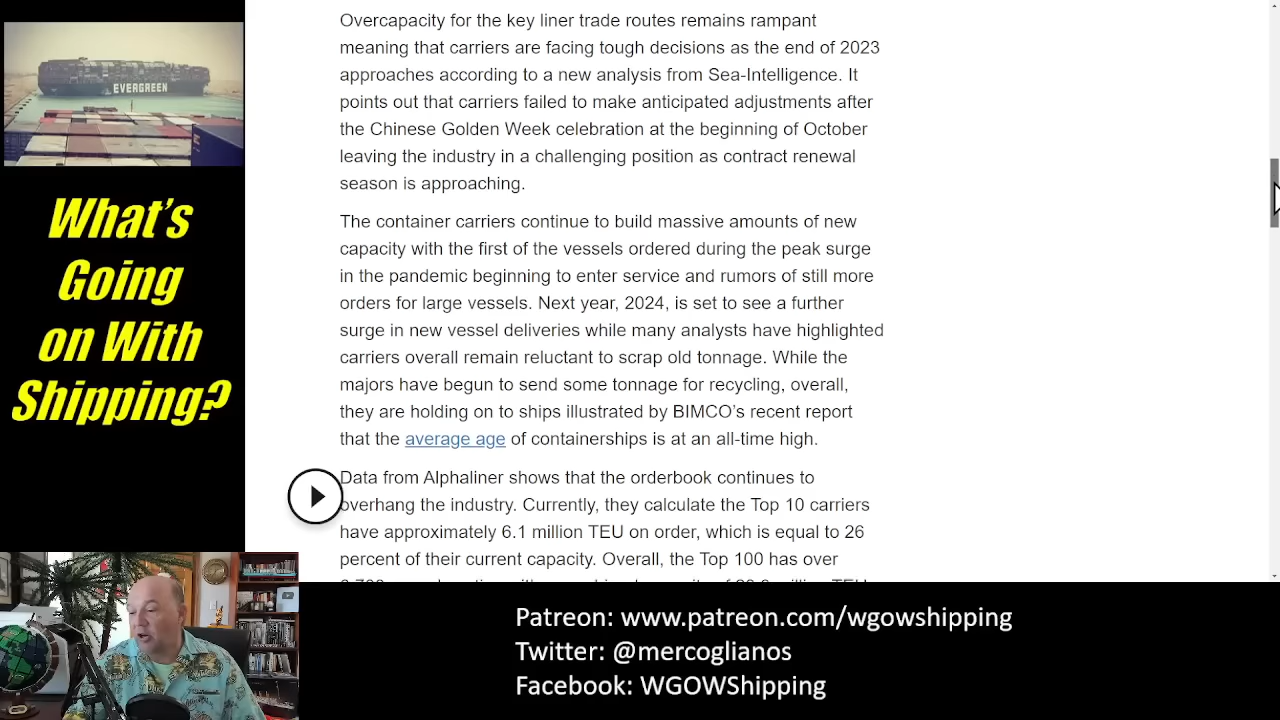 Overcapacity for the key liner trade routes remains rampant
meaning that carriers are facing tough decisions as the end of 2023
approaches according to a new analysis from Sea-Intelligence. It
points out that carriers failed to make anticipated adjustments after
the Chinese Golden Week celebration at the beginning of October
leaving the industry in a challenging position as contract renewal
season is approaching.
The container carriers continue to build massive amounts of new
capacity with the first of the vessels ordered during the peak surge
in the pandemic beginning to enter service and rumors of still more
orders for large vessels. Next year, 2024, is set to see a further
surge in new vessel deliveries while many analysts have highlighted
carriers overall remain reluctant to scrap old tonnage. While the
majors have begun to send some tonnage for recycling, overall,
they are holding on to ships illustrated by BIMCO’s recent report
that the average age of containerships is at an all-time high.
Data from Alphaliner shows that the orderbook continues to
overhang the industry. Currently, they calculate the Top 10 carriers
have approximately 6.1 million TEU on order, which is equal to 26
percent of their current capacity. Overall, the Top 100 has over
EVERGREEN
What’s
Going
on With
Shipping?
Patreon: www.patreon.com/wgowshipping
Twitter: @mercoglianos
Facebook: WGOWShipping